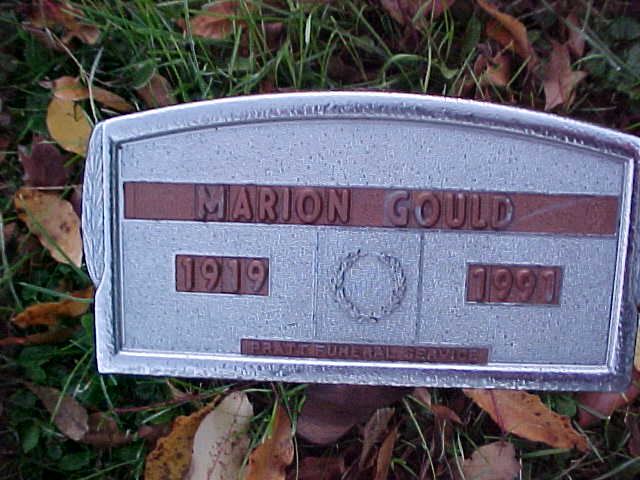 MARION GOULD
1919 1991
PRATT FUNERAL SERVICE